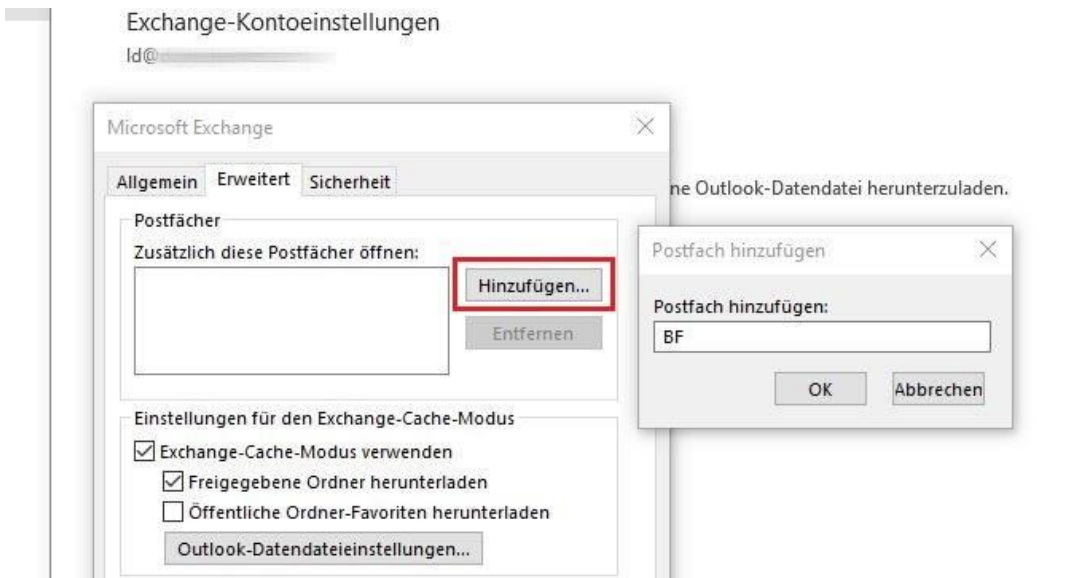 Exchange-Kontoeinstellungen
ld@
Microsoft Exchange
Allgemein Erweitert Sicherheit
ne Outlook-Datendatei herunterzuladen.
Postfächer
Zusätzlich diese Postfächer öffnen:
Hinzufügen...
Entfernen
Postfach hinzufügen
Postfach hinzufügen:
BF
OK Abbrechen
Einstellungen für den Exchange-Cache-Modus
Exchange-Cache-Modus verwenden
Freigegebene Ordner herunterladen
Öffentliche Ordner-Favoriten herunterladen
Outlook-Datendateieinstellungen...